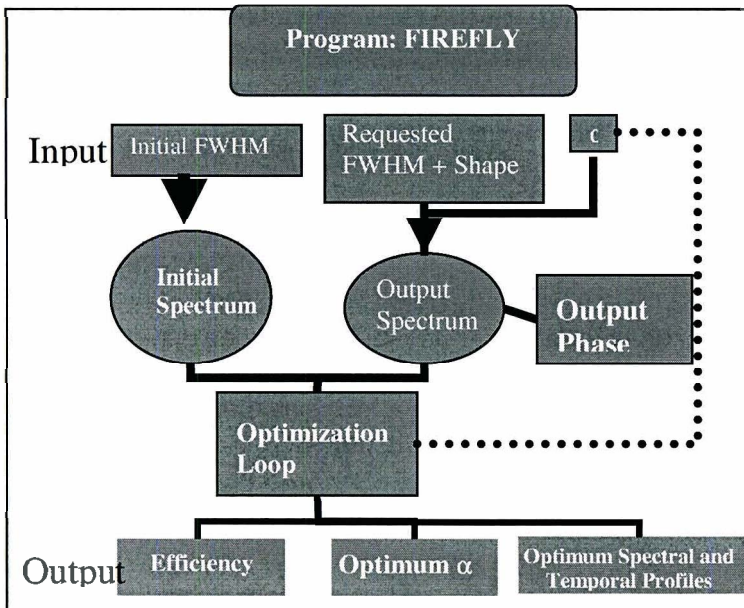 Program: FIREFLY
Input
Initial FWHM
Requested
FWHM + Shape
Initial
Spectrum
Output
Spectrum
Output
Phase
Optimization
Loop
Output
Efficiency
Optimum α
Optimum Spectral and
Temporal Profiles